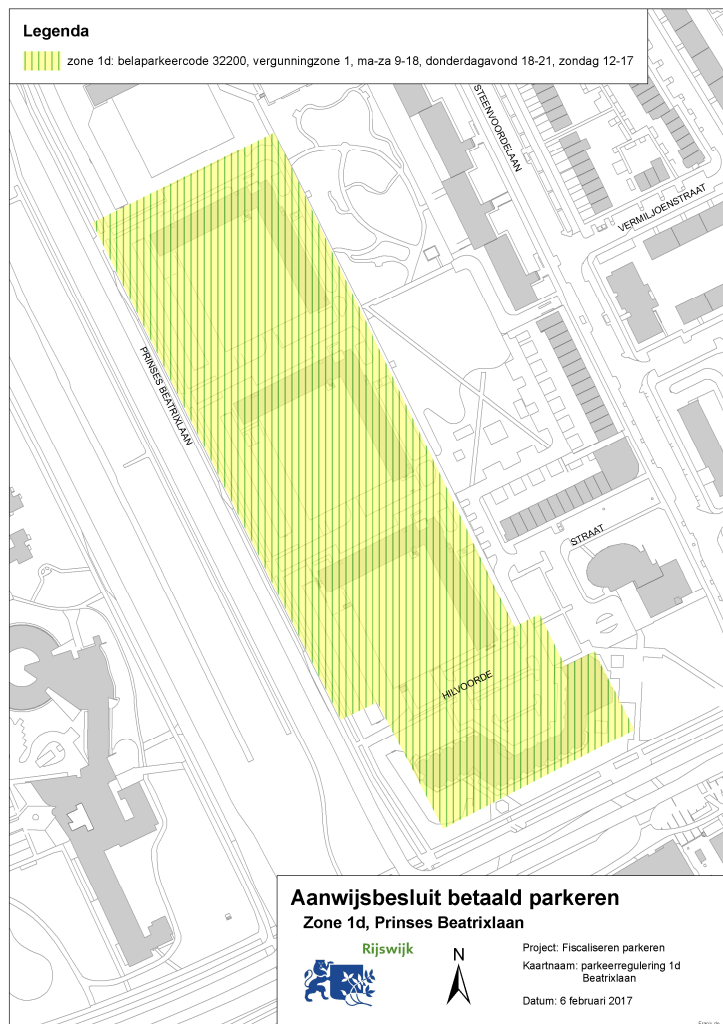 Legenda
zone 1d: belaparkeercode 32200, vergunningzone 1, ma-za 9-18, donderdagavond 18-21, zondag 12-17
STEENVOORDELAAN
VERMILJOENSTRAAT
PRINSES BEATRIXLAAN
STRAAT
HILVOORDE
Aanwijsbesluit betaald parkeren
Zone 1d, Prinses Beatrixlaan
Rijswijk
N
Project: Fiscaliseren parkeren
Kaartnaam: parkeerregulering 1d
Beatrixlaan
Datum: 6 februari 2017